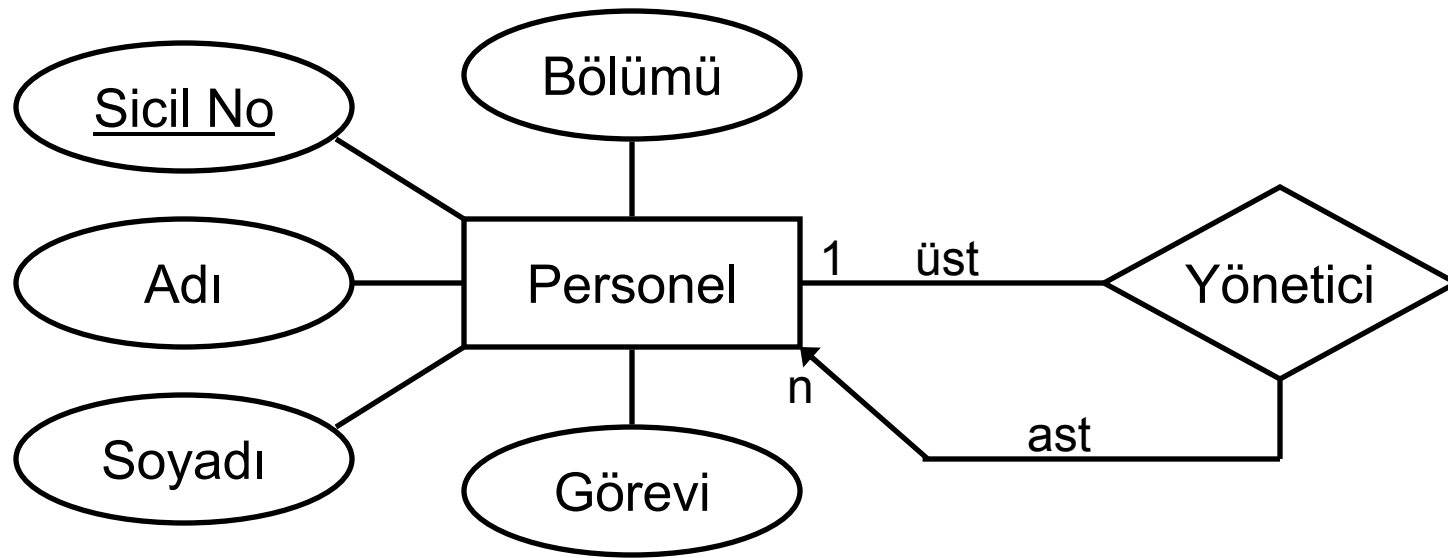 Bölümü
Sicil No
Adı
Personel
1
üst
Yönetici
n
ast
Soyadı
Görevi